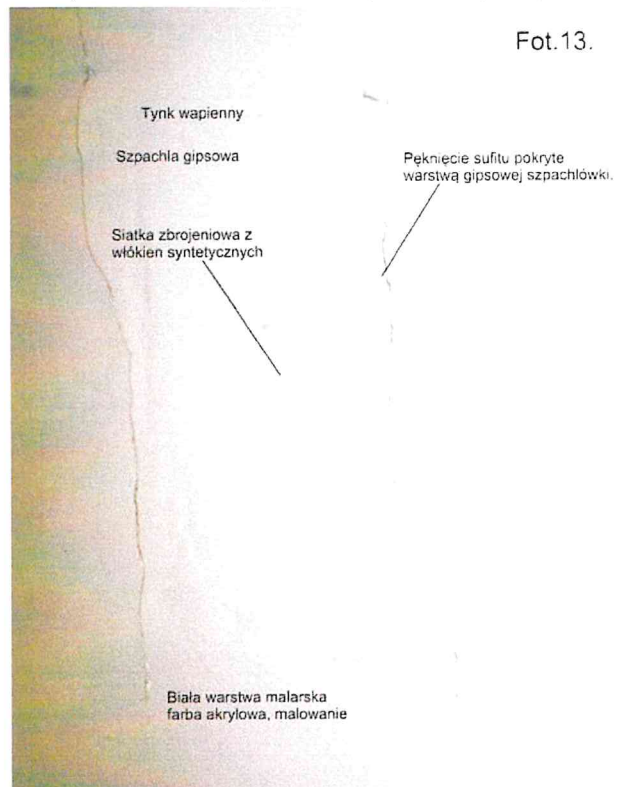 Fot.13.
Tynk wapienny
Szpachla gipsowa
Pęknięcie sufitu pokryte
warstwą gipsowej szpachlówki.
Siatka zbrojeniowa z
włókien syntetycznych
Biała warstwa malarska
farba akrylowa, malowanie